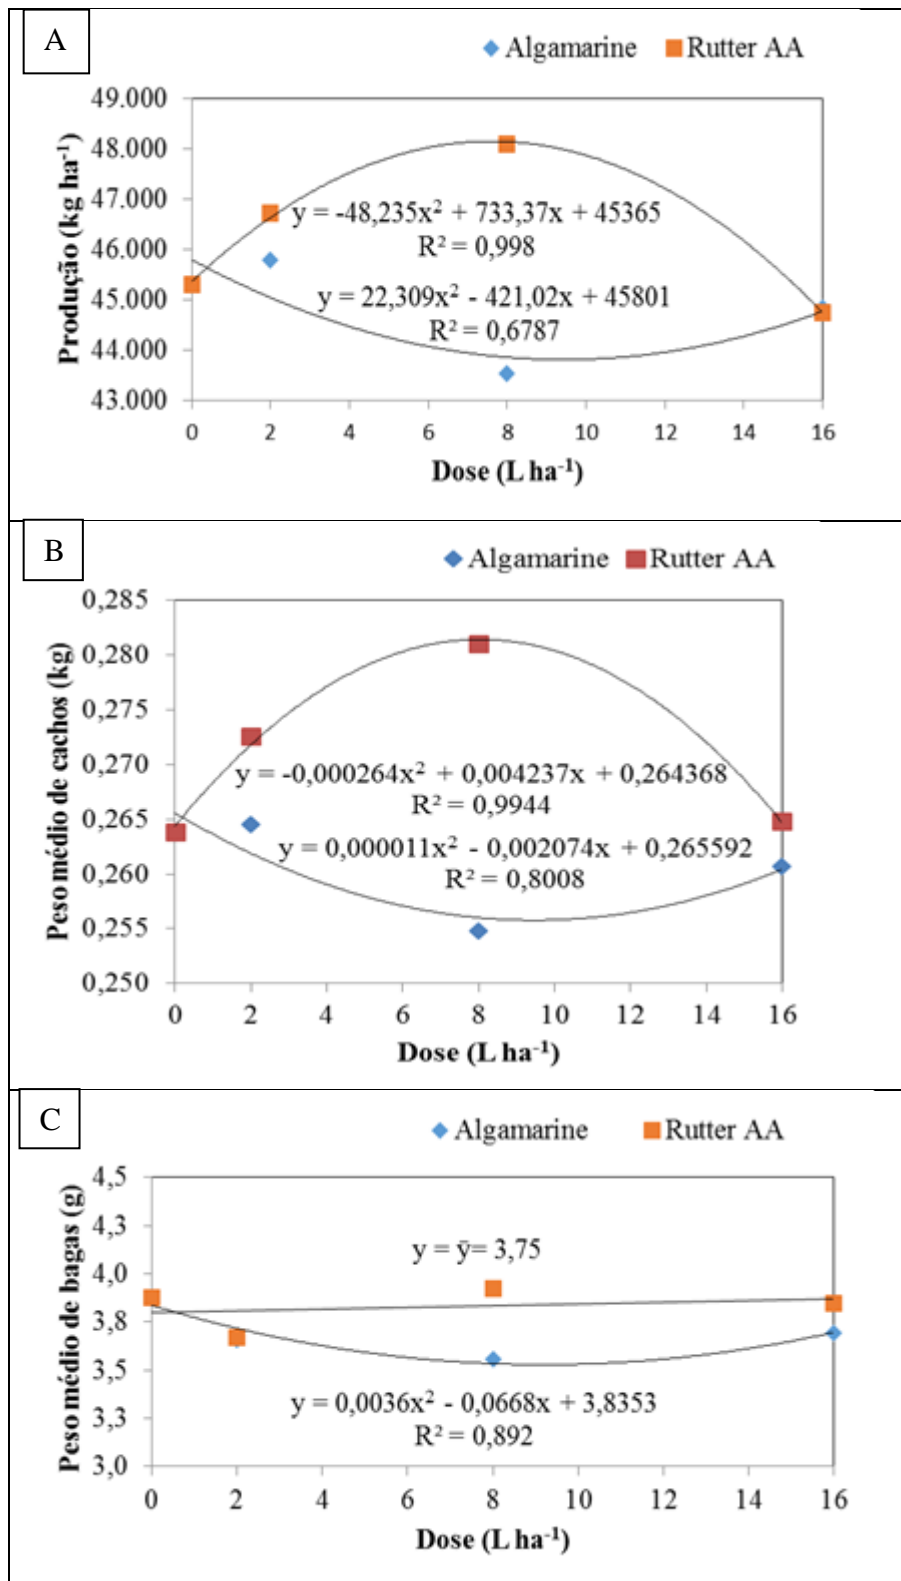 A
Algamarine Rutter AA
49.000
48.000
47.000
46.000
45.000
44.000
43.000
Produção (kg ha⁻¹)
y = -48,235x² + 733,37x + 45365
R² = 0,998
y = 22,309x² - 421,02x + 45801
R² = 0,6787
0 2 4 6 8 10 12 14 16
Dose (L ha⁻¹)
B
Algamarine Rutter AA
0,285
0,280
0,275
0,270
0,265
0,260
0,255
0,250
Peso médio de cachos (kg)
y = -0,000264x² + 0,004237x + 0,264368
R² = 0,9944
y = 0,000011x² - 0,002074x + 0,265592
R² = 0,8008
0 2 4 6 8 10 12 14 16
Dose (L ha⁻¹)
C
Algamarine Rutter AA
4,5
4,3
4,0
3,8
3,5
3,3
3,0
Peso médio de bagas (g)
y = ȳ= 3,75
y = 0,0036x² - 0,0668x + 3,8353
R² = 0,892
0 2 4 6 8 10 12 14 16
Dose (L ha⁻¹)